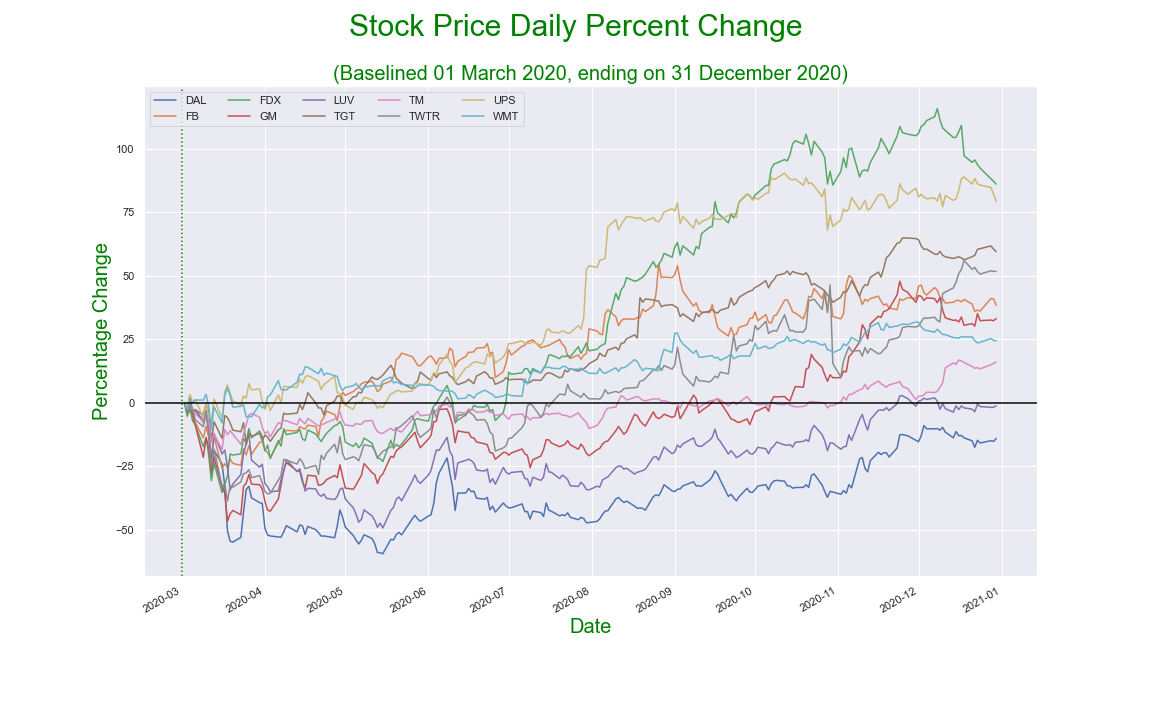 Stock Price Daily Percent Change
(Baselined 01 March 2020, ending on 31 December 2020)
DAL FDX LUV TM UPS
FB GM TGT TWTR WMT
Percentage Change
100
75
50
25
0
−25
−50
2020-03 2020-04 2020-05 2020-06 2020-07 2020-08 2020-09 2020-10 2020-11 2020-12 2021-01
Date